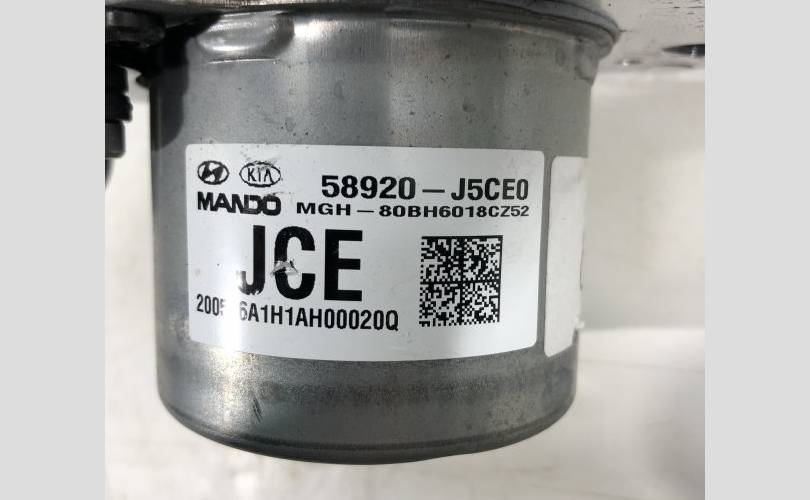 KIA 58920-J5CE0
MANDO MGH-80BH6018CZ52
JCE
6A1H1AH00020Q